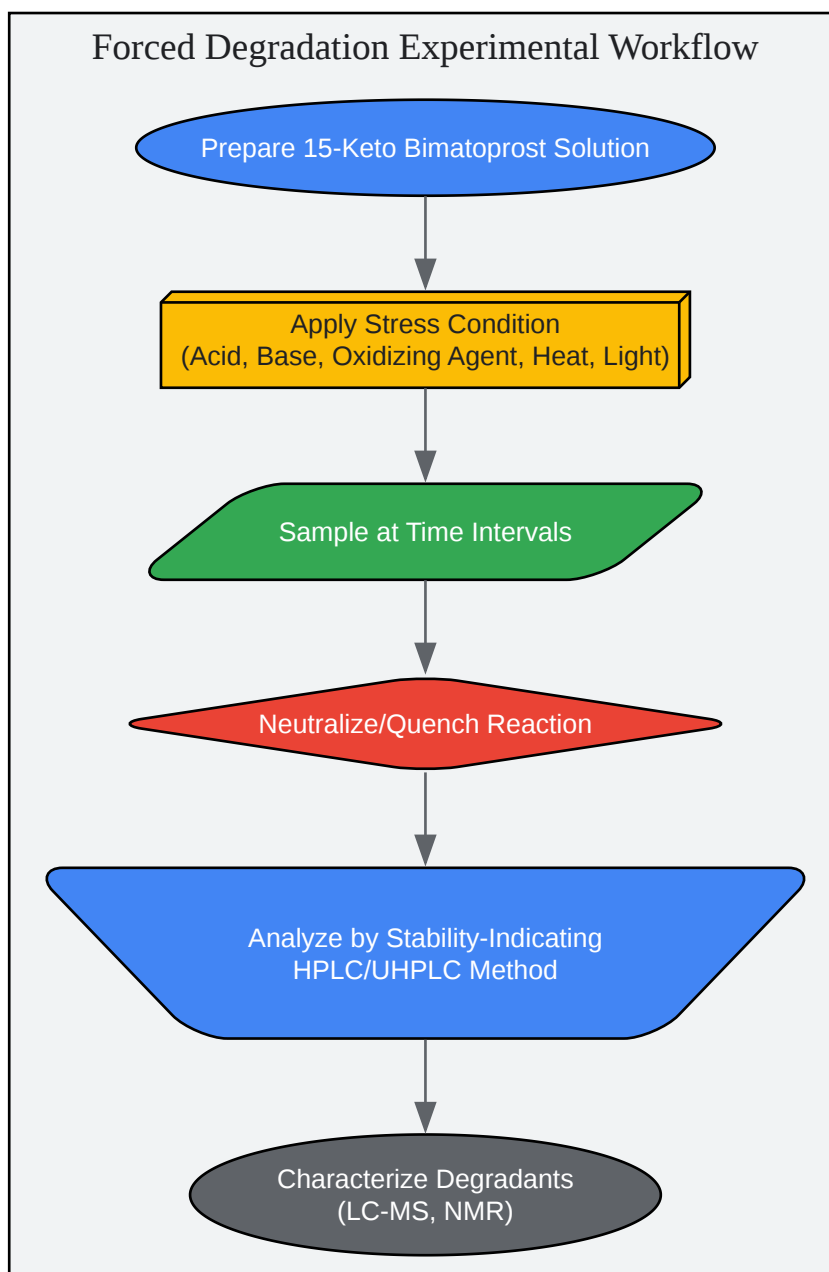 Forced Degradation Experimental Workflow
Prepare 15-Keto Bimatoprost Solution
Apply Stress Condition
(Acid, Base, Oxidizing Agent, Heat, Light)
Sample at Time Intervals
Neutralize/Quench Reaction
Analyze by Stability-Indicating
HPLC/UHPLC Method
Characterize Degradants
(LC-MS, NMR)